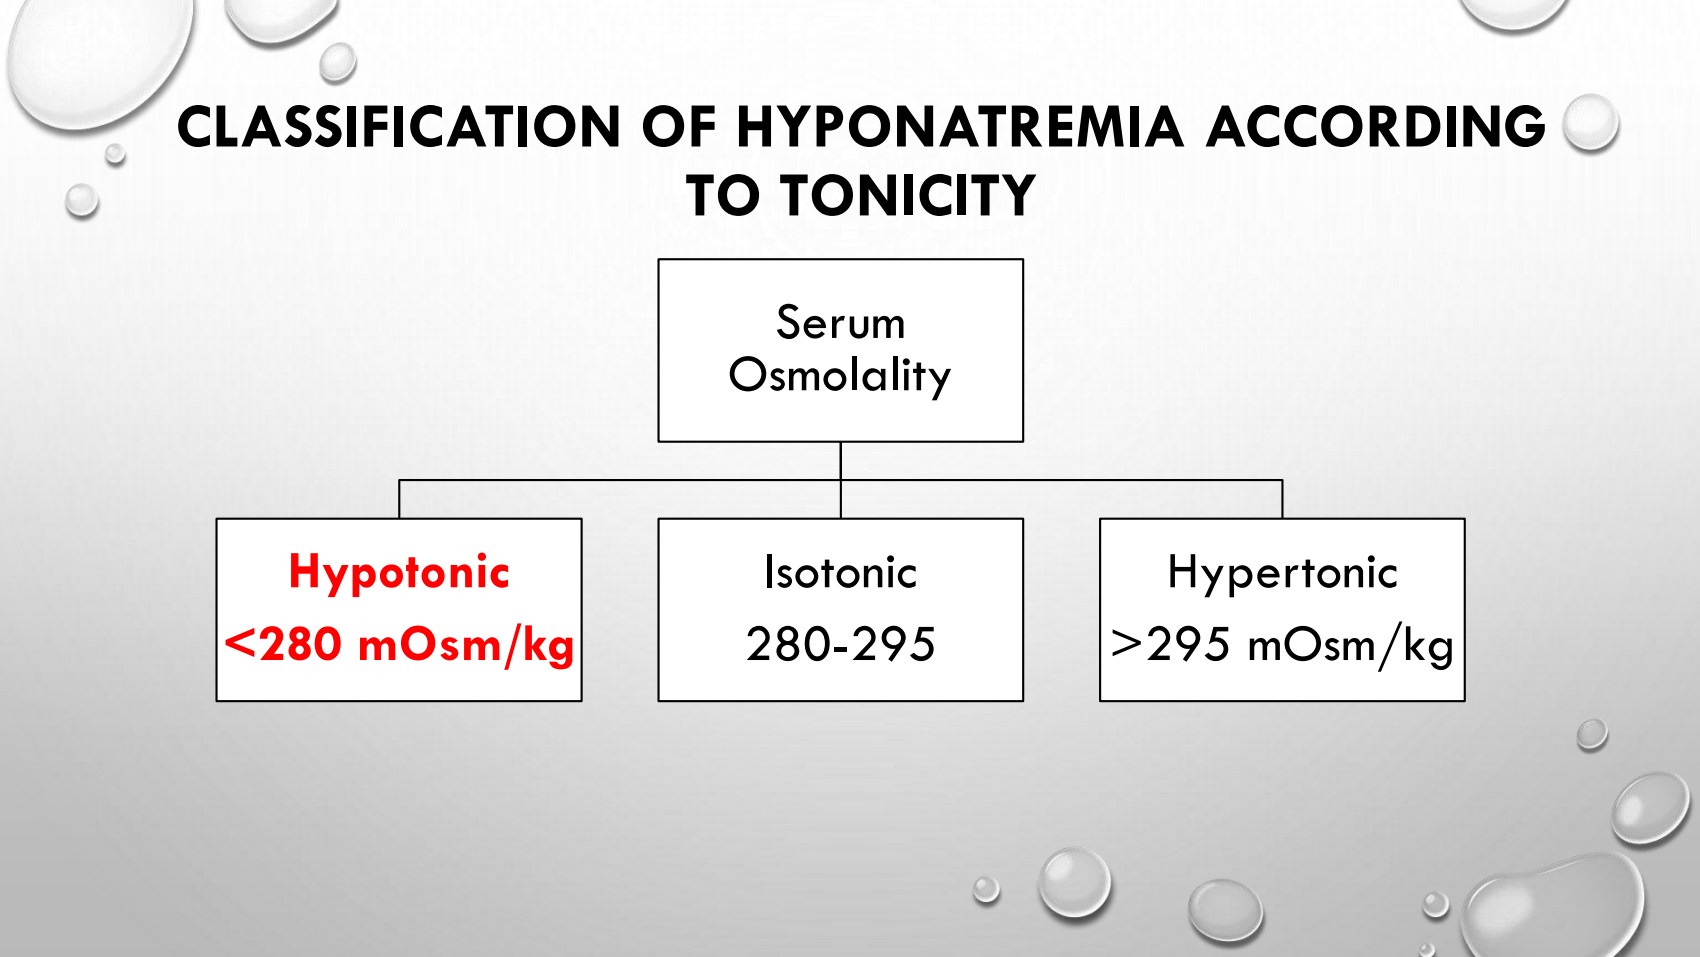 CLASSIFICATION OF HYPONATREMIA ACCORDING
TO TONICITY
Serum
Osmolality
Hypotonic
<280 mOsm/kg
Isotonic
280-295
Hypertonic
>295 mOsm/kg